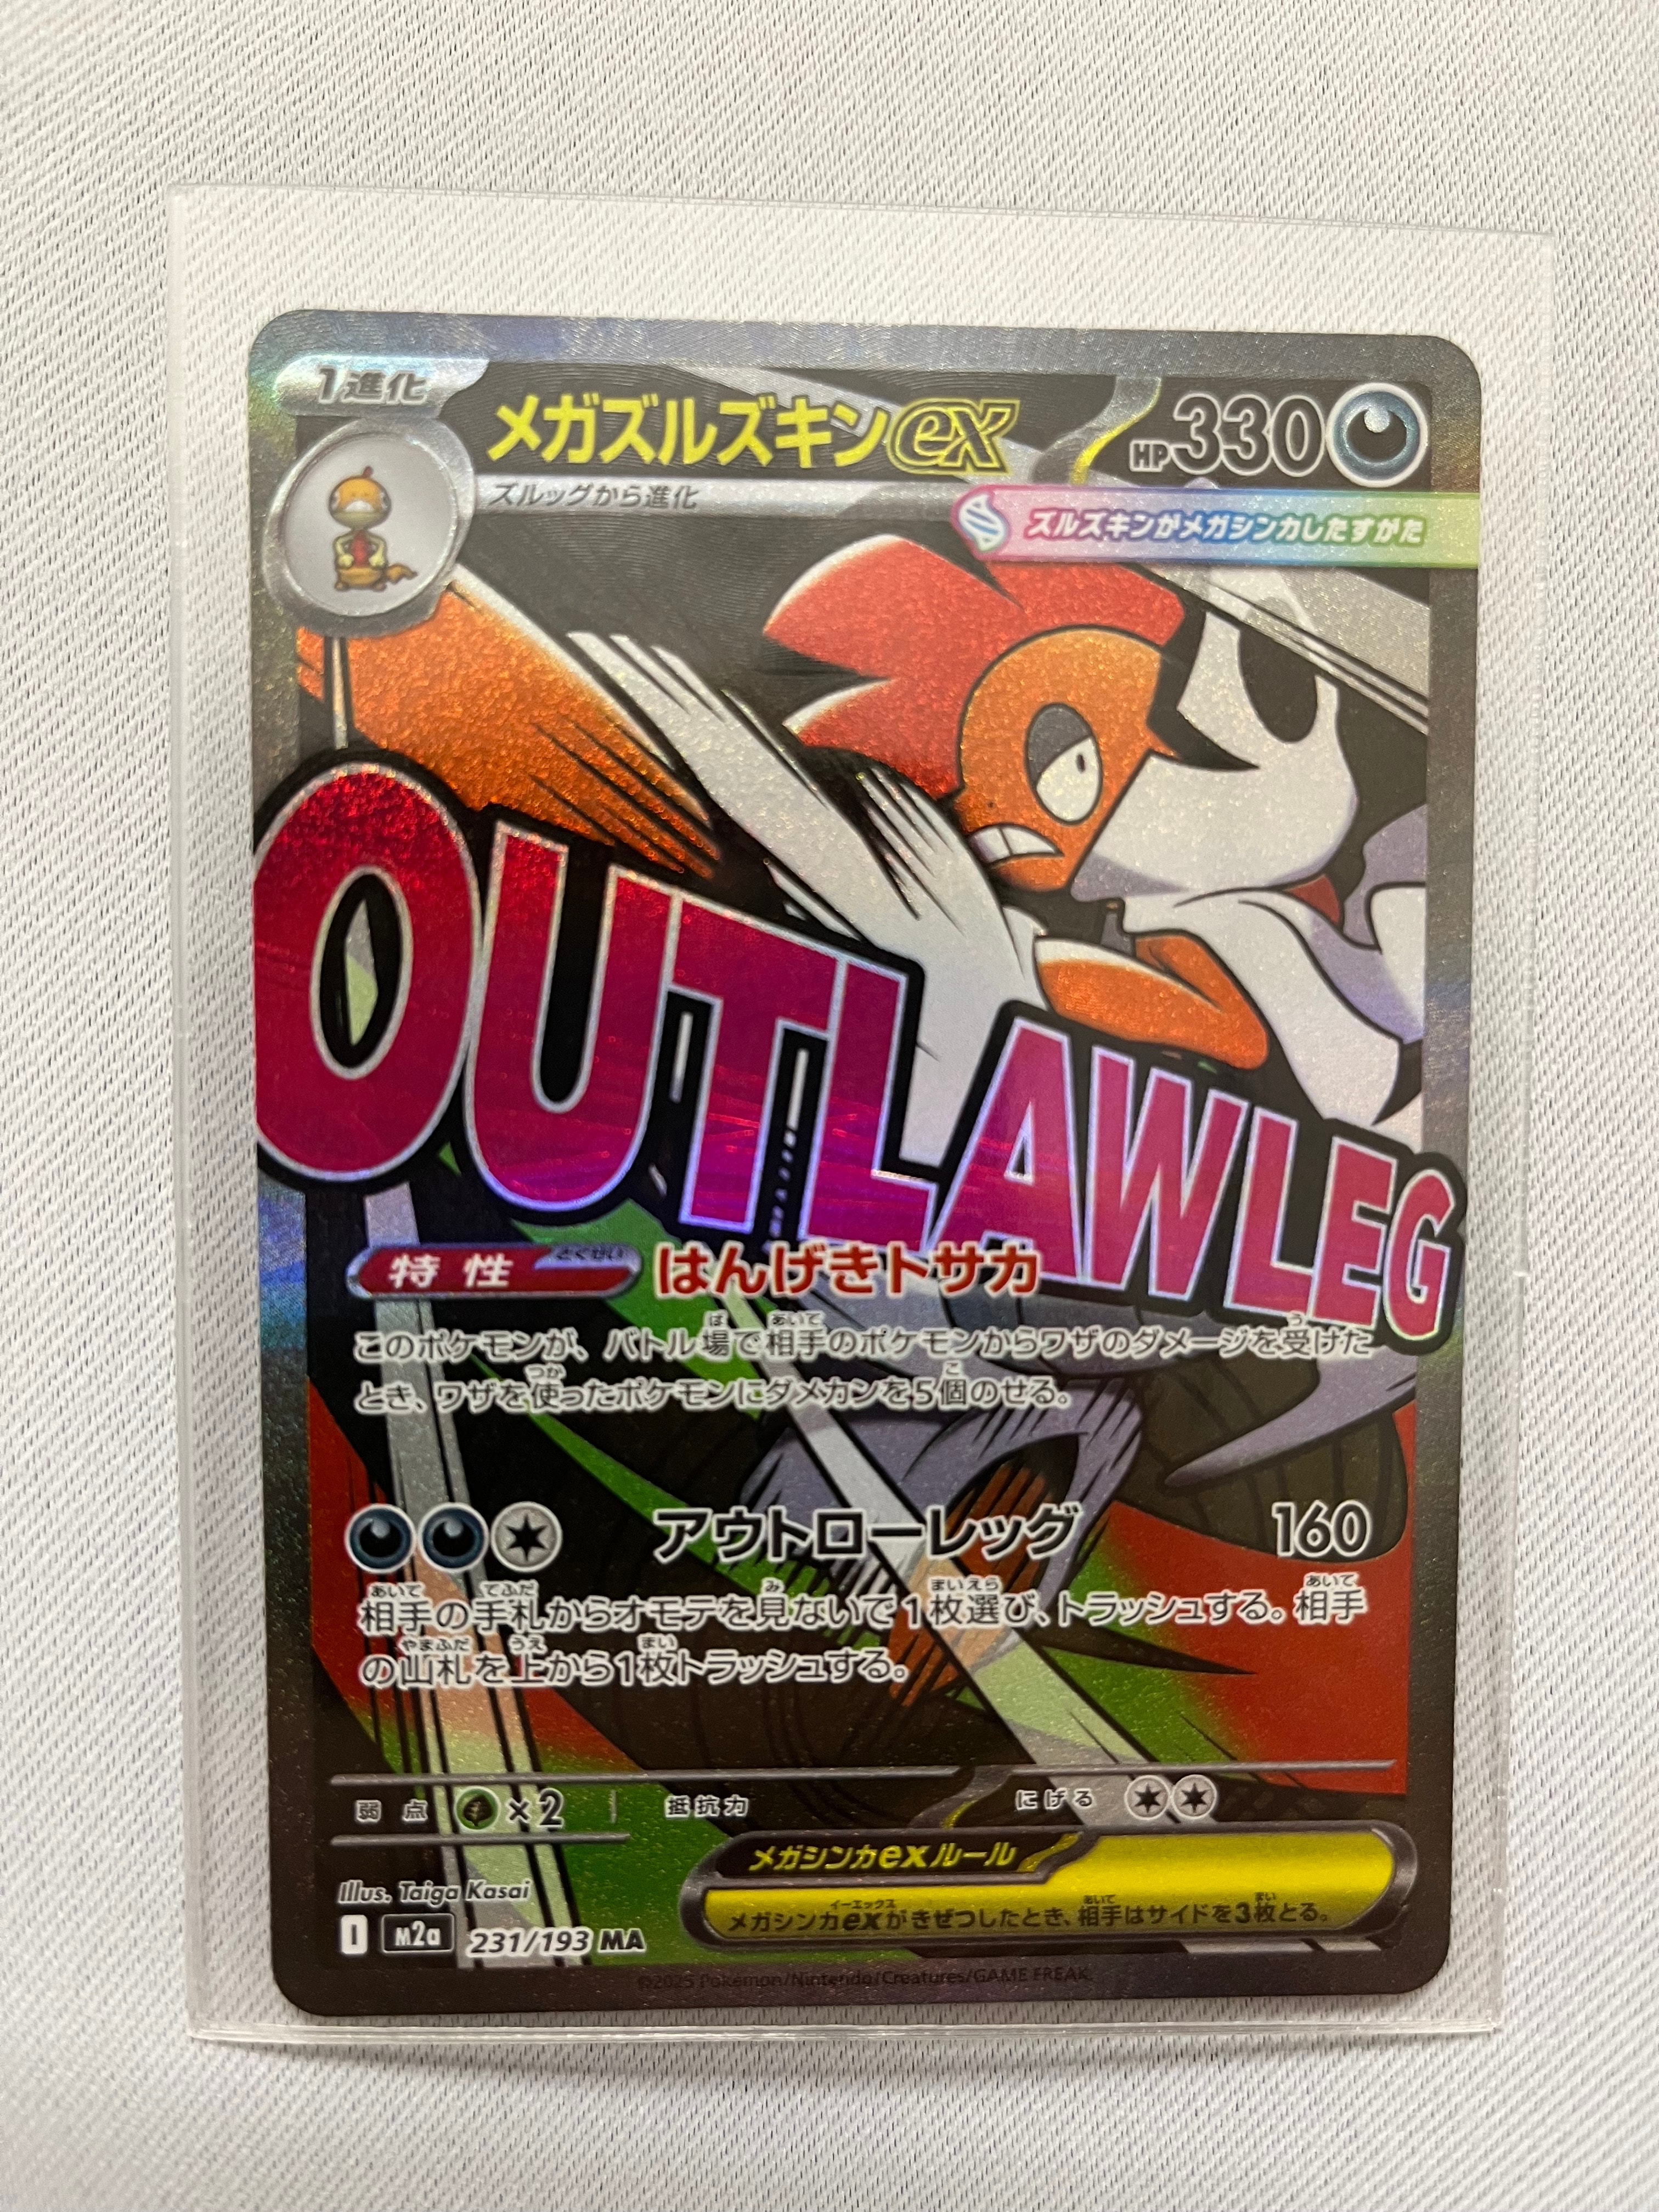 1進化
メガズルズキンex
HP330
ズルッグから進化
ズルズキンがメガシンカしたすがた
OUTLAWLEG
特性 とくせい はんげきトサカ
このポケモンが、バトル場で相手のポケモンからワザのダメージを受けた
とき、ワザを使ったポケモンにダメカンを5個のせる。
アウトローレッグ 160
相手の手札からオモテを見ないで1枚選び、トラッシュする。相手
の山札を上から1枚トラッシュする。
弱点 ×2 抵抗力 にげる
メガシンカexルール
メガシンカexがきぜつしたとき、相手はサイドを3枚とる。
Illus. Taiga Kasai
I M2a 231/193 MA
©2025 Pokémon/Nintendo/Creatures/GAME FREAK.